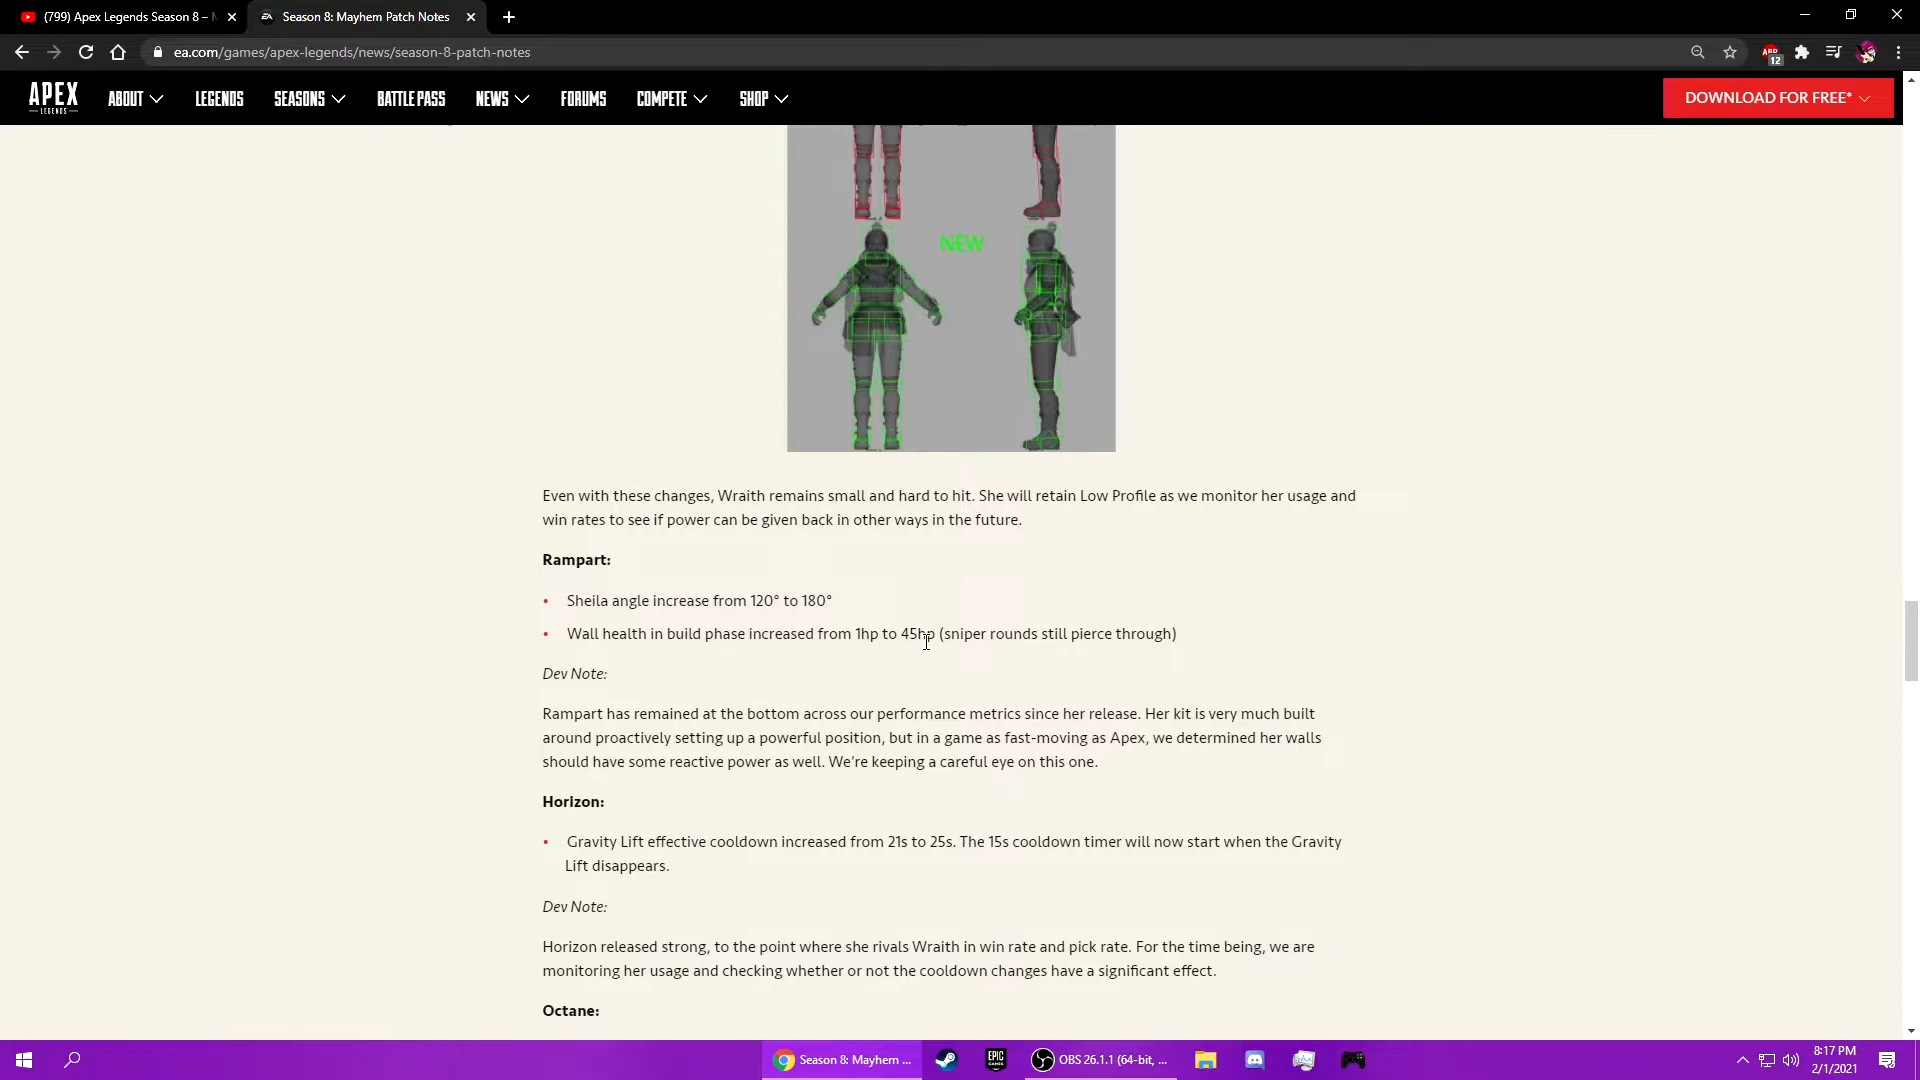 (799) Apex Legends Season 8 –
Season 8: Mayhem Patch Notes
ea.com/games/apex-legends/news/season-8-patch-notes
12
APEX
LEGENDS
ABOUT
LEGENDS
SEASONS
BATTLE PASS
NEWS
FORUMS
COMPETE
SHOP
DOWNLOAD FOR FREE*
NEW
Even with these changes, Wraith remains small and hard to hit. She will retain Low Profile as we monitor her usage and
win rates to see if power can be given back in other ways in the future.
Rampart:
• Sheila angle increase from 120° to 180°
• Wall health in build phase increased from 1hp to 45hp (sniper rounds still pierce through)
Dev Note:
Rampart has remained at the bottom across our performance metrics since her release. Her kit is very much built
around proactively setting up a powerful position, but in a game as fast-moving as Apex, we determined her walls
should have some reactive power as well. We're keeping a careful eye on this one.
Horizon:
• Gravity Lift effective cooldown increased from 21s to 25s. The 15s cooldown timer will now start when the Gravity
Lift disappears.
Dev Note:
Horizon released strong, to the point where she rivals Wraith in win rate and pick rate. For the time being, we are
monitoring her usage and checking whether or not the cooldown changes have a significant effect.
Octane:
Season 8: Mayhem ...
EPIC GAMES
OBS 26.1.1 (64-bit, ...
8:17 PM
2/1/2021